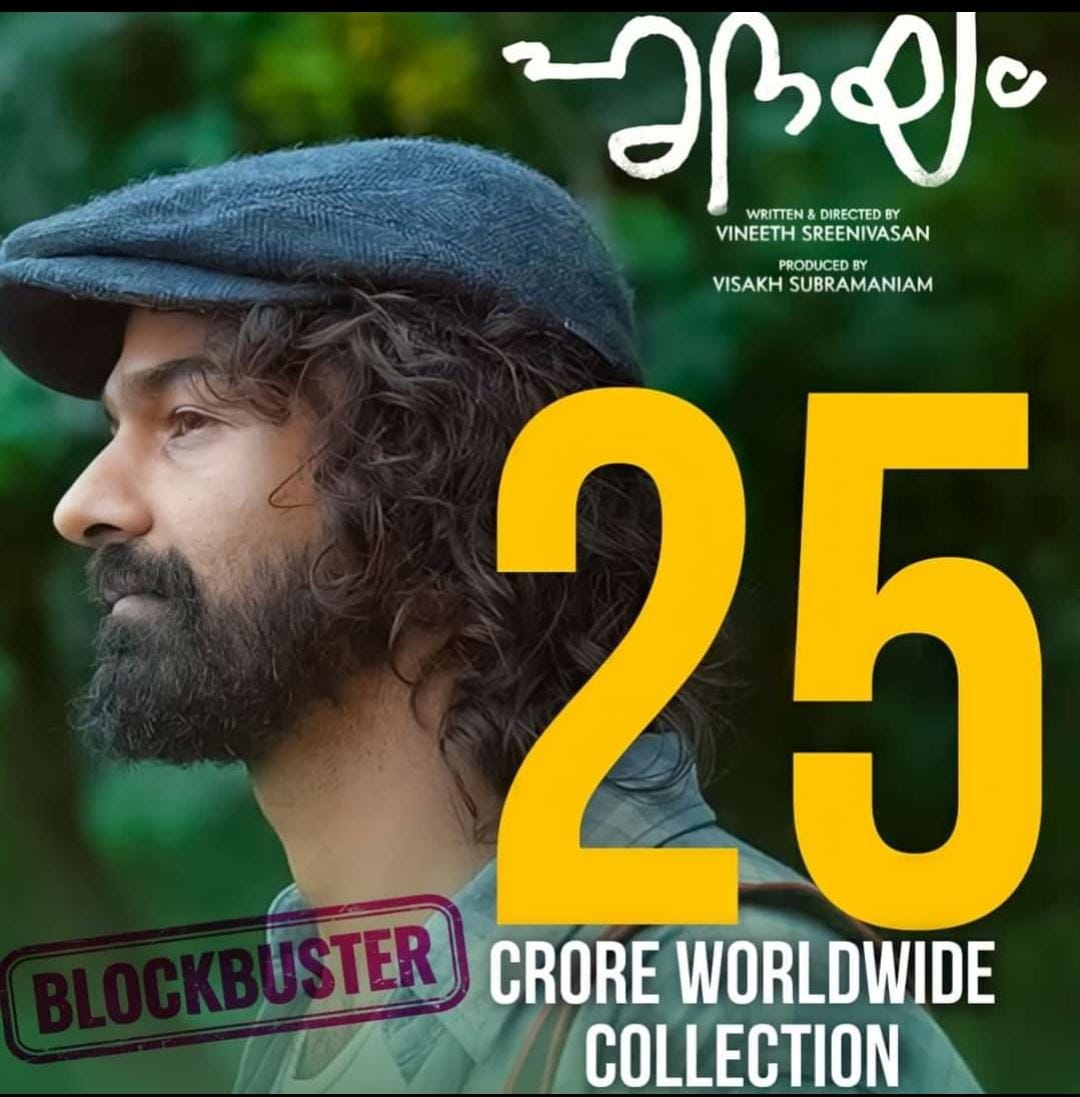 ഹൃദയം
WRITTEN & DIRECTED BY
VINEETH SREENIVASAN
PRODUCED BY
VISAKH SUBRAMANIAM
25
BLOCKBUSTER
CRORE WORLDWIDE
COLLECTION